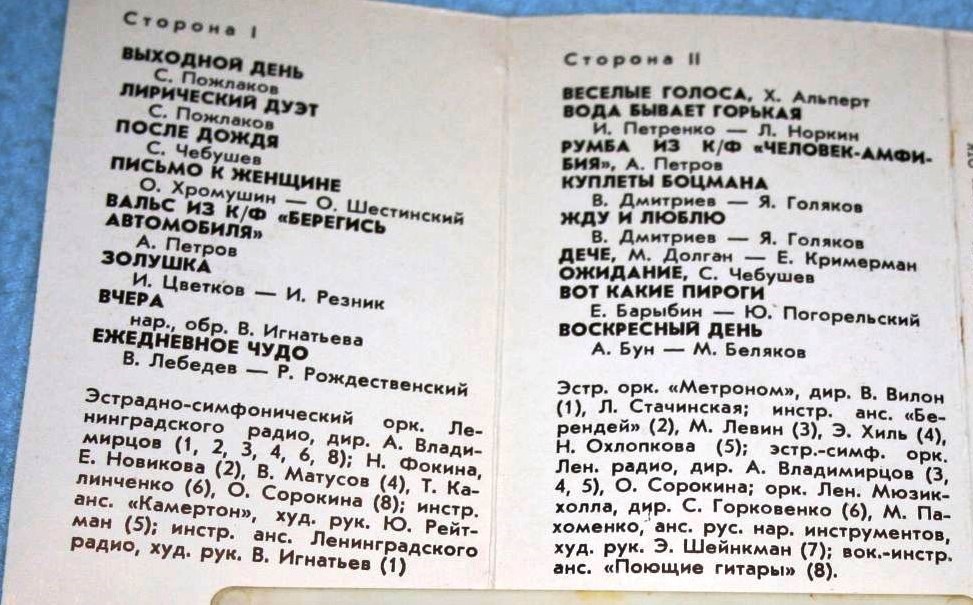 Сторона I
ВЫХОДНОЙ ДЕНЬ
С. Пожлаков
ЛИРИЧЕСКИЙ ДУЭТ
С. Пожлаков
ПОСЛЕ ДОЖДЯ
С. Чебушев
ПИСЬМО К ЖЕНЩИНЕ
О. Хромушин — О. Шестинский
ВАЛЬС ИЗ К/Ф «БЕРЕГИСЬ
АВТОМОБИЛЯ»
А. Петров
ЗОЛУШКА
И. Цветков — И. Резник
ВЧЕРА
нар., обр. В. Игнатьева
ЕЖЕДНЕВНОЕ ЧУДО
В. Лебедев — Р. Рождественский
Эстрадно-симфонический орк. Ле-
нинградского радио, дир. А. Влади-
мирцов (1, 2, 3, 4, 6, 8); Н. Фокина,
Е. Новикова (2), В. Матусов (4), Т. Ка-
линченко (6), О. Сорокина (8); инстр.
анс. «Камертон», худ. рук. Ю. Рейт-
ман (5); инстр. анс. Ленинградского
радио, худ. рук. В. Игнатьев (1)
Сторона II
ВЕСЕЛЫЕ ГОЛОСА, Х. Альперт
ВОДА БЫВАЕТ ГОРЬКАЯ
И. Петренко — Л. Норкин
РУМБА ИЗ К/Ф «ЧЕЛОВЕК-АМФИ-
БИЯ», А. Петров
КУПЛЕТЫ БОЦМАНА
В. Дмитриев — Я. Голяков
ЖДУ И ЛЮБЛЮ
В. Дмитриев — Я. Голяков
ДЕЧЕ, М. Долган — Е. Кримерман
ОЖИДАНИЕ, С. Чебушев
ВОТ КАКИЕ ПИРОГИ
Е. Барыбин — Ю. Погорельский
ВОСКРЕСНЫЙ ДЕНЬ
А. Бун — М. Беляков
Эстр. орк. «Метроном», дир. В. Вилон
(1), Л. Стачинская; инстр. анс. «Бе-
рендей» (2), М. Левин (3), Э. Хиль (4),
Н. Охлопкова (5); эстр.-симф. орк.
Лен. радио, дир. А. Владимирцов (3,
4, 5), О. Сорокина; орк. Лен. Мюзик-
холла, дир. С. Горковенко (6), М. Па-
хоменко, анс. рус. нар. инструментов,
худ. рук. Э. Шейнкман (7); вок.-инстр.
анс. «Поющие гитары» (8).